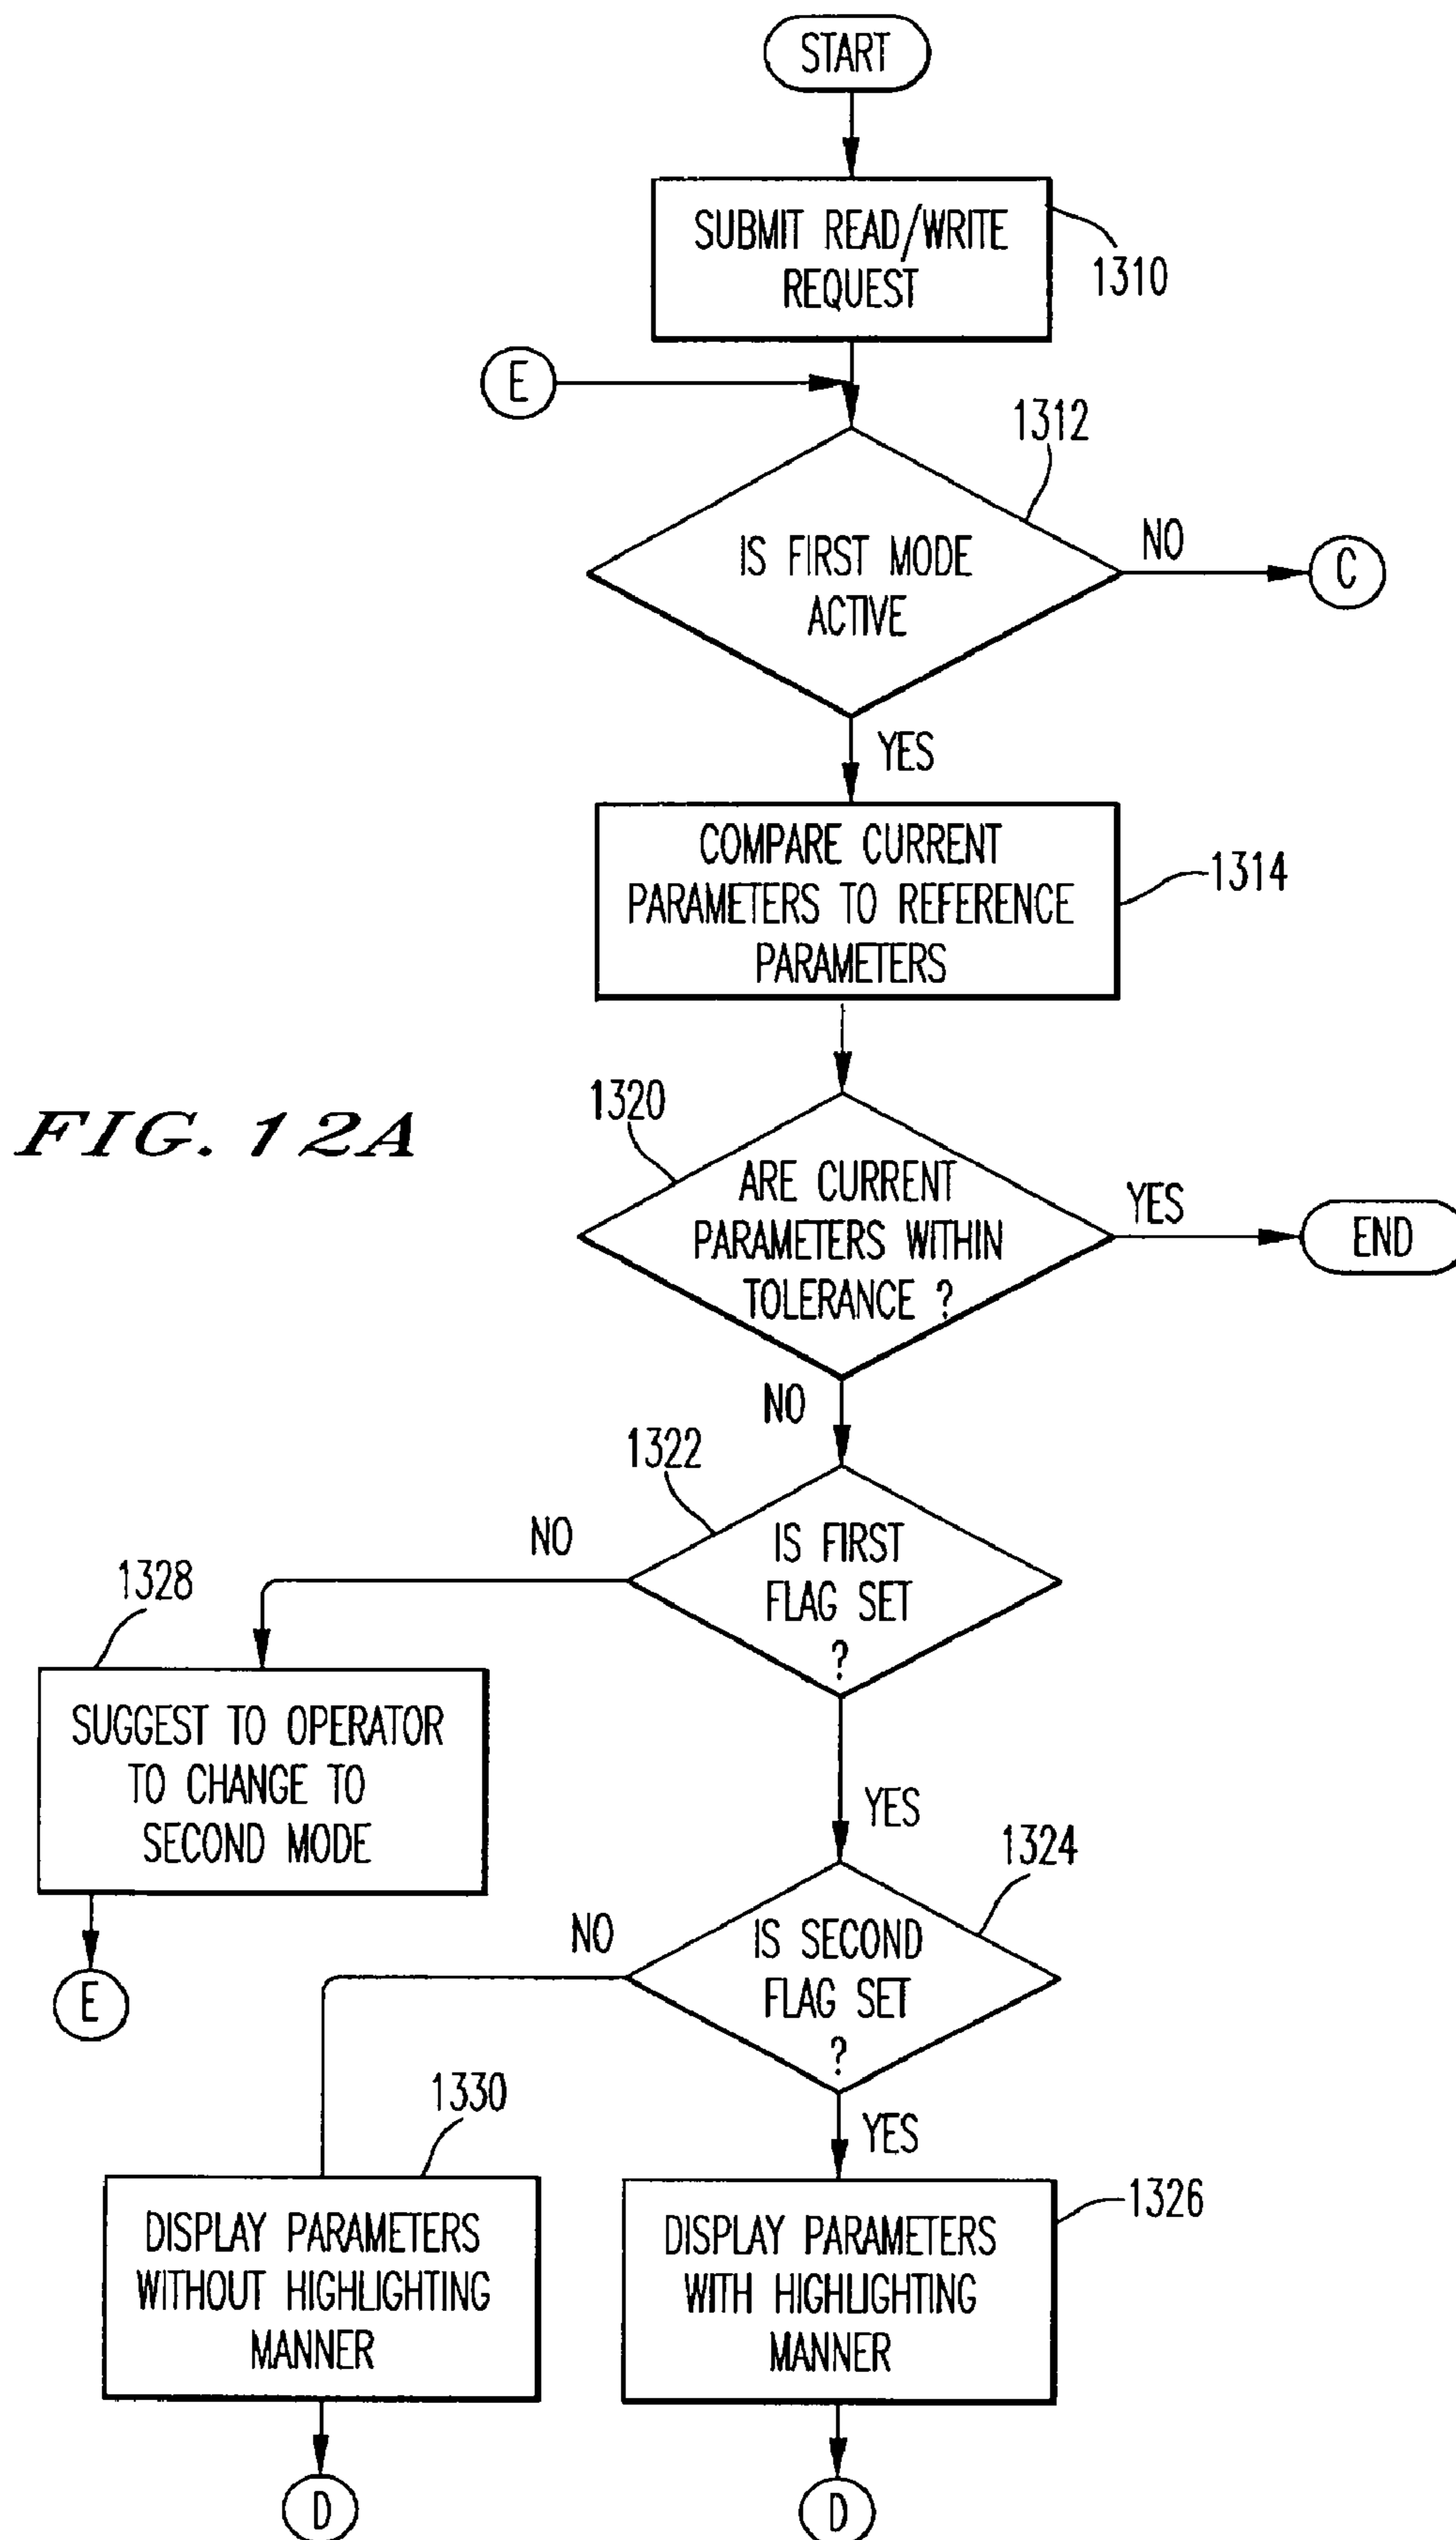 START
SUBMIT READ/WRITE
REQUEST
1310
E
1312
IS FIRST MODE
ACTIVE
NO
C
YES
COMPARE CURRENT
PARAMETERS TO REFERENCE
PARAMETERS
1314
FIG. 12A
1320
ARE CURRENT
PARAMETERS WITHIN
TOLERANCE ?
YES
END
NO
1322
IS FIRST
FLAG SET
?
NO
1328
SUGGEST TO OPERATOR
TO CHANGE TO
SECOND MODE
E
YES
1324
IS SECOND
FLAG SET
?
NO
1330
DISPLAY PARAMETERS
WITHOUT HIGHLIGHTING
MANNER
D
YES
1326
DISPLAY PARAMETERS
WITH HIGHLIGHTING
MANNER
D